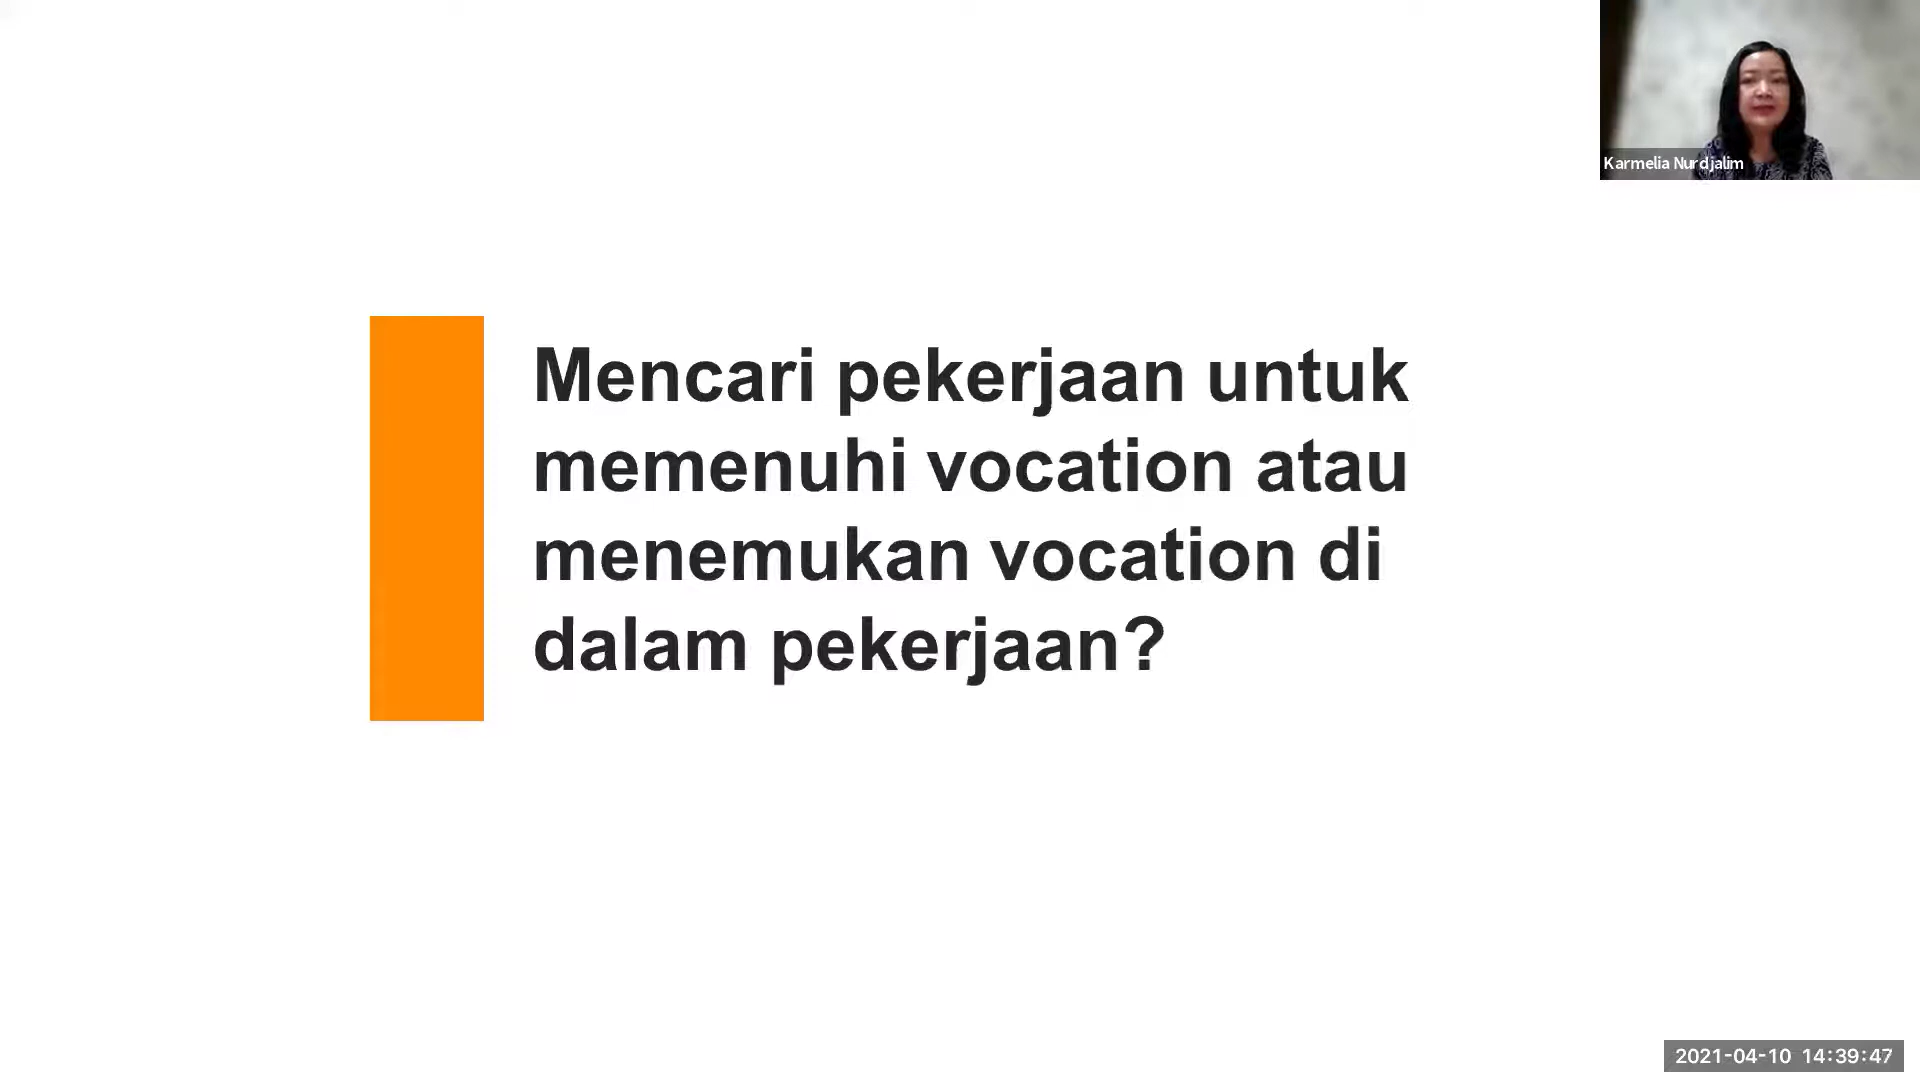 Karmelia Nurdjalim
Mencari pekerjaan untuk
memenuhi vocation atau
menemukan vocation di
dalam pekerjaan?
2021-04-10 14:39:47